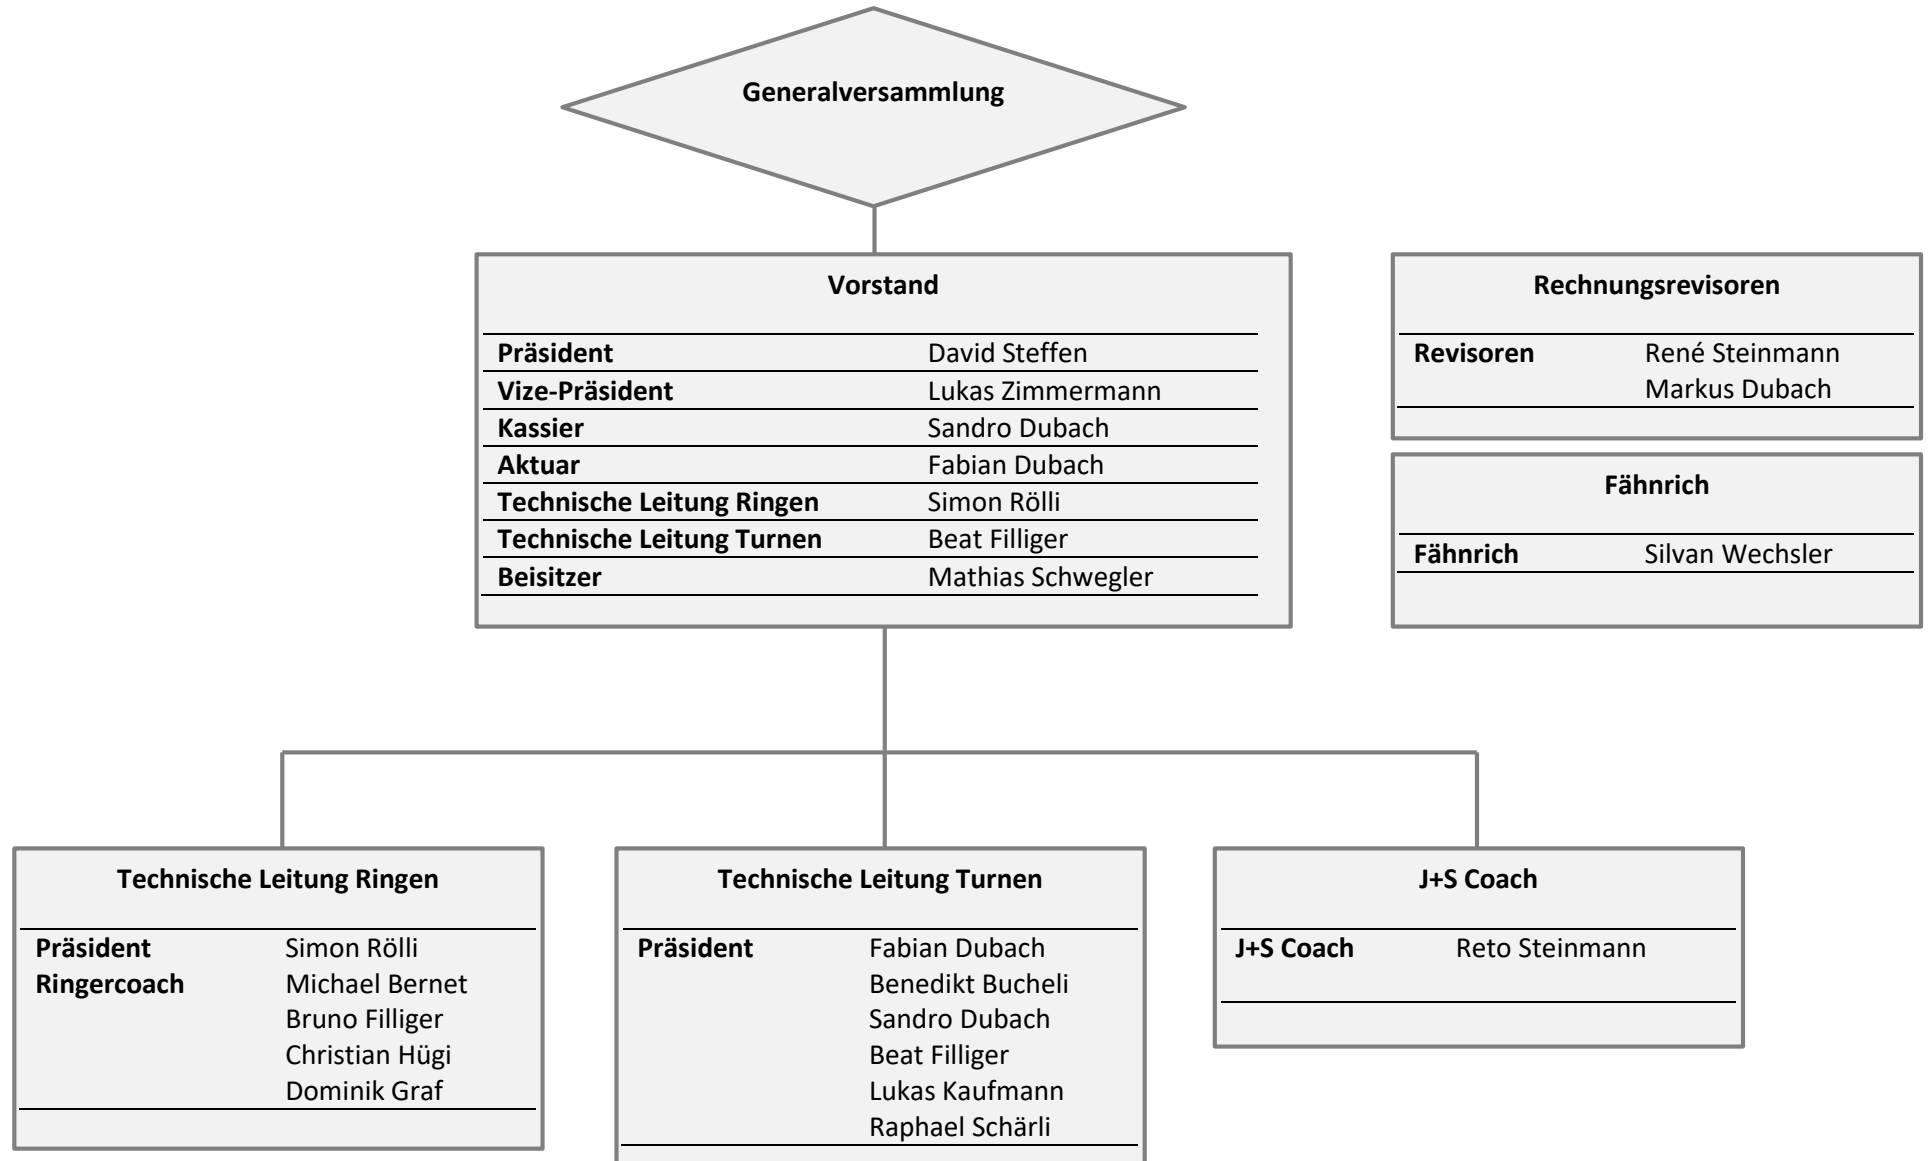 Generalversammlung
Vorstand
Präsident David Steffen
Vize-Präsident Lukas Zimmermann
Kassier Sandro Dubach
Aktuar Fabian Dubach
Technische Leitung Ringen Simon Rölli
Technische Leitung Turnen Beat Filliger
Beisitzer Mathias Schwegler
Rechnungsrevisoren
Revisoren René Steinmann
Markus Dubach
Fähnrich
Fähnrich Silvan Wechsler
Technische Leitung Ringen
Präsident Simon Rölli
Ringercoach Michael Bernet
Bruno Filliger
Christian Hügi
Dominik Graf
Technische Leitung Turnen
Präsident Fabian Dubach
Benedikt Bucheli
Sandro Dubach
Beat Filliger
Lukas Kaufmann
Raphael Schärli
J+S Coach
J+S Coach Reto Steinmann